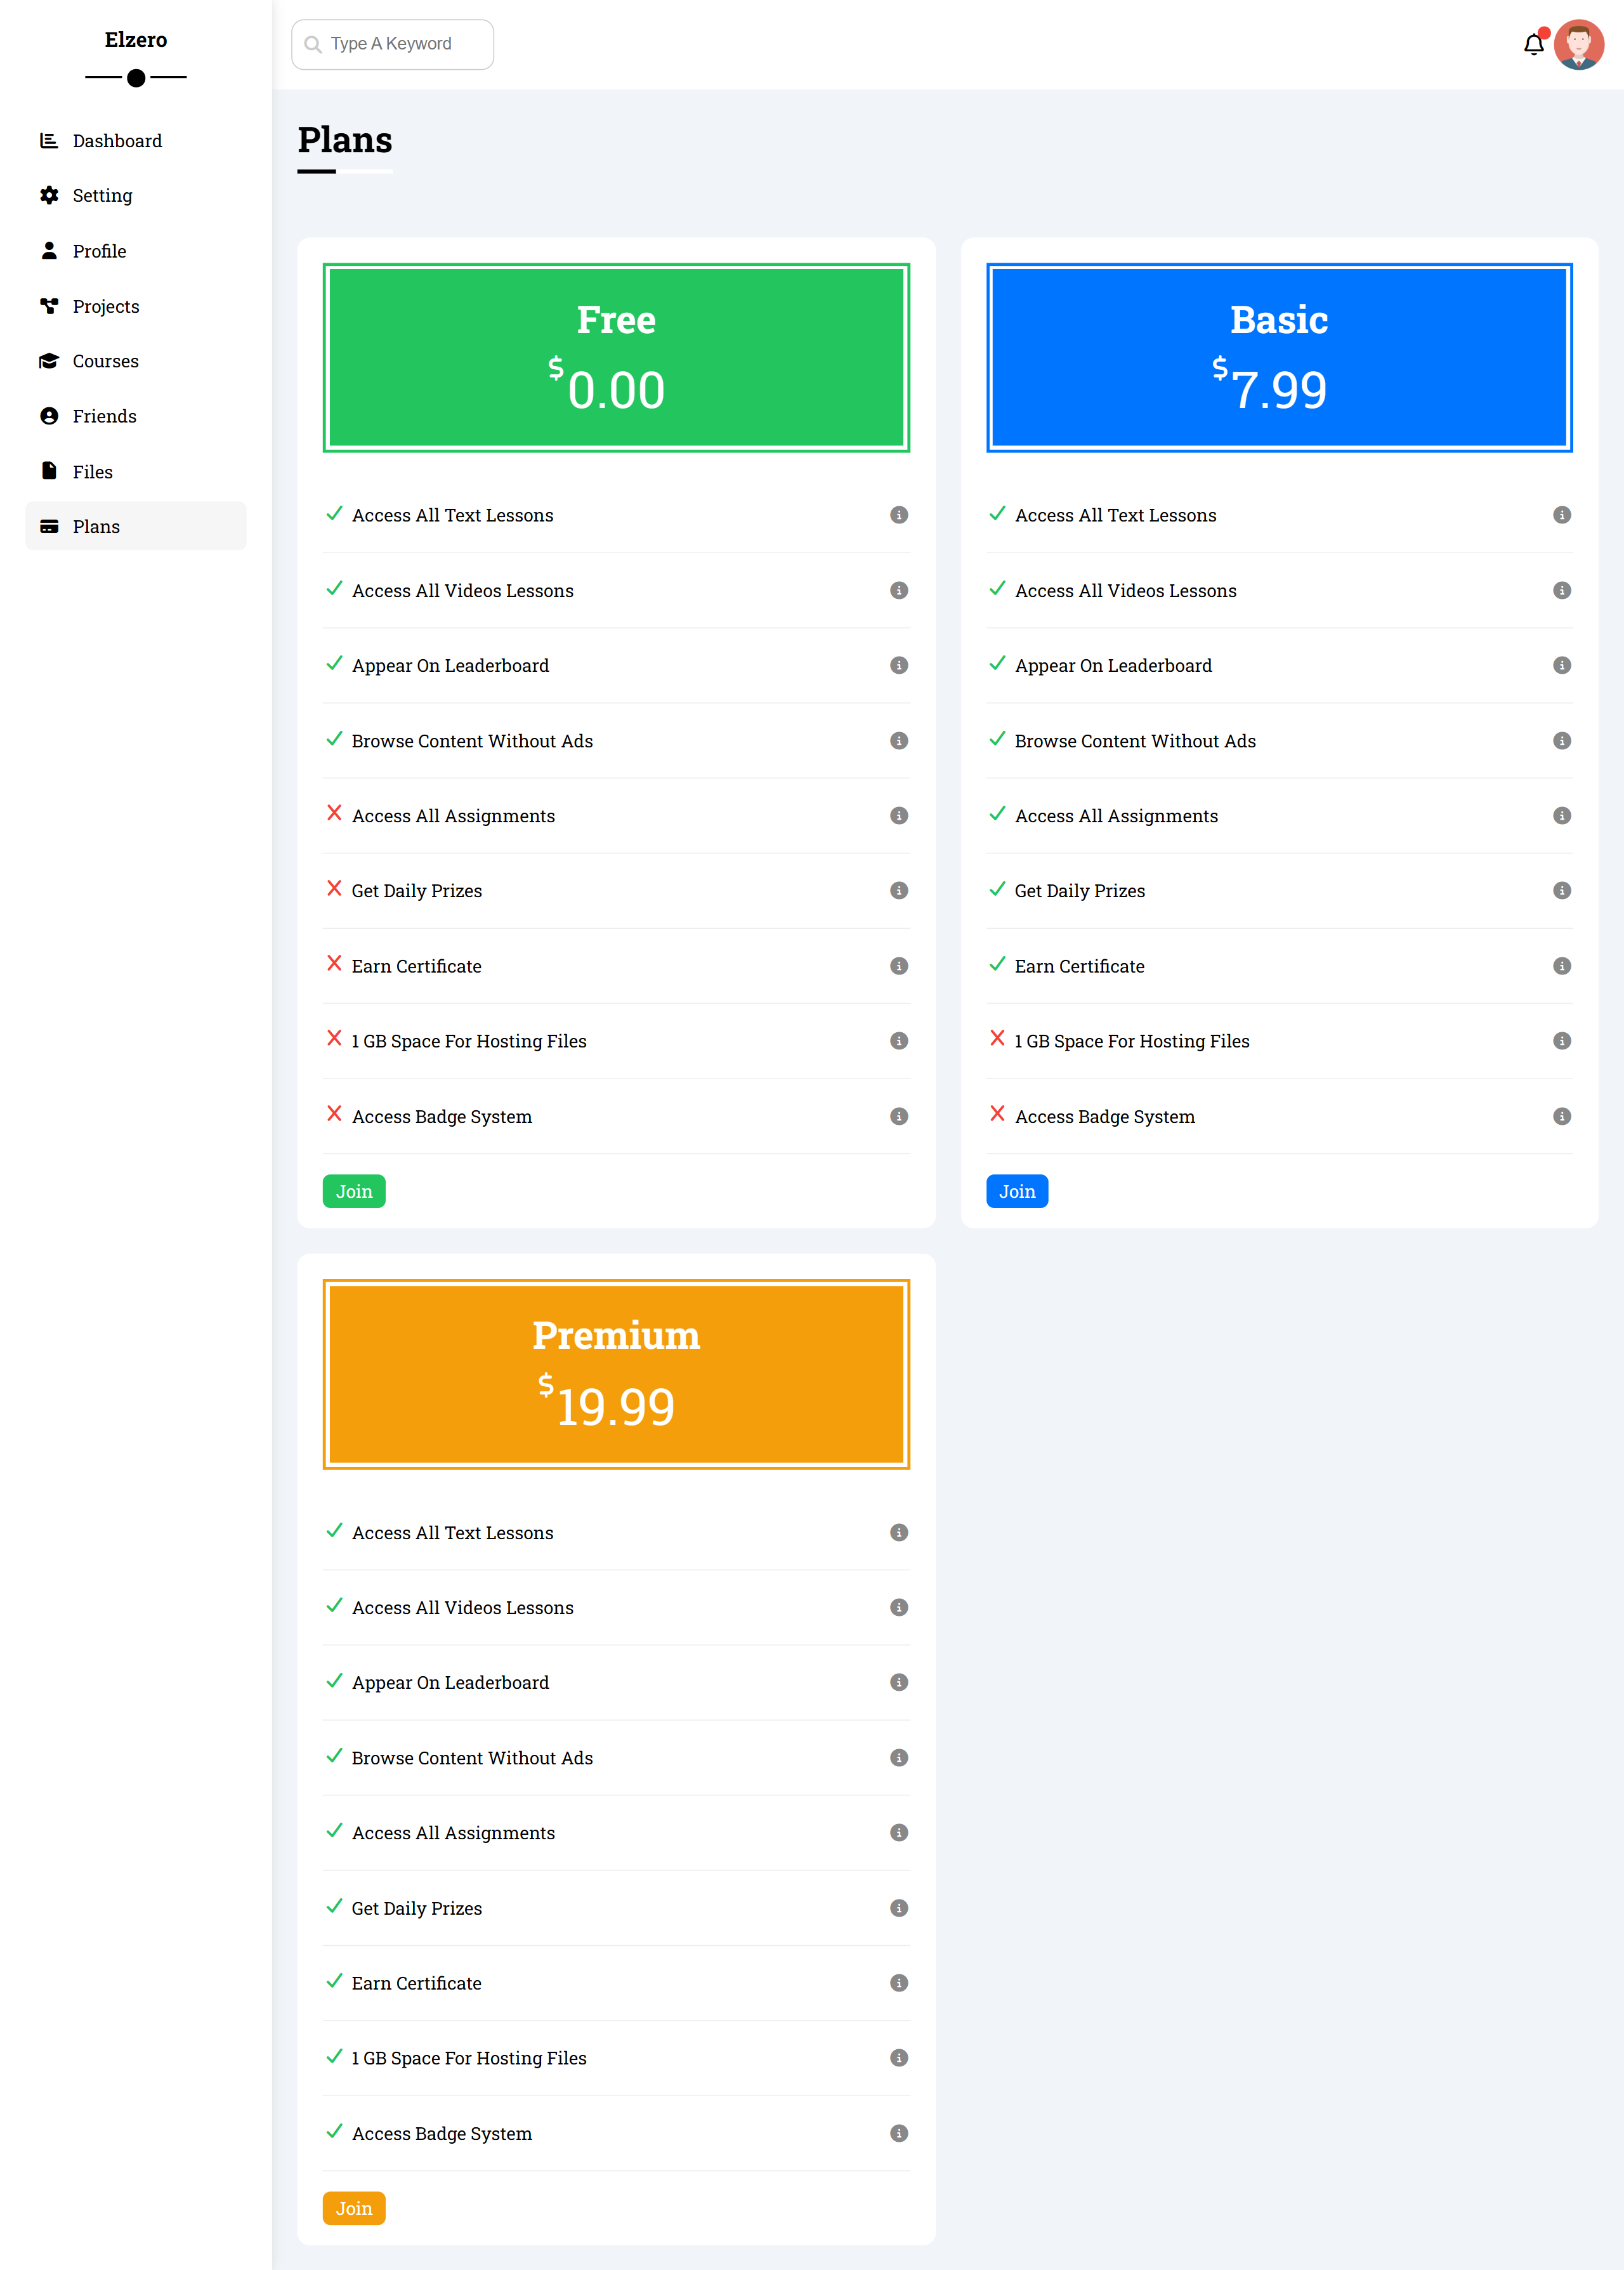 Elzero
Dashboard
Setting
Profile
Projects
Courses
Friends
Files
Plans
Type A Keyword
Plans
Free
$0.00
Access All Text Lessons
Access All Videos Lessons
Appear On Leaderboard
Browse Content Without Ads
Access All Assignments
Get Daily Prizes
Earn Certificate
1 GB Space For Hosting Files
Access Badge System
Join
Basic
$7.99
Access All Text Lessons
Access All Videos Lessons
Appear On Leaderboard
Browse Content Without Ads
Access All Assignments
Get Daily Prizes
Earn Certificate
1 GB Space For Hosting Files
Access Badge System
Join
Premium
$19.99
Access All Text Lessons
Access All Videos Lessons
Appear On Leaderboard
Browse Content Without Ads
Access All Assignments
Get Daily Prizes
Earn Certificate
1 GB Space For Hosting Files
Access Badge System
Join